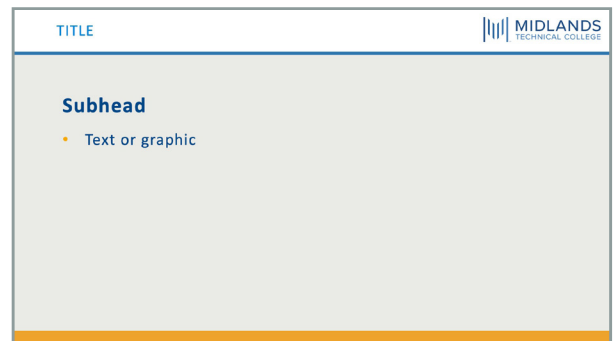 TITLE
MIDLANDS
TECHNICAL COLLEGE
Subhead
• Text or graphic